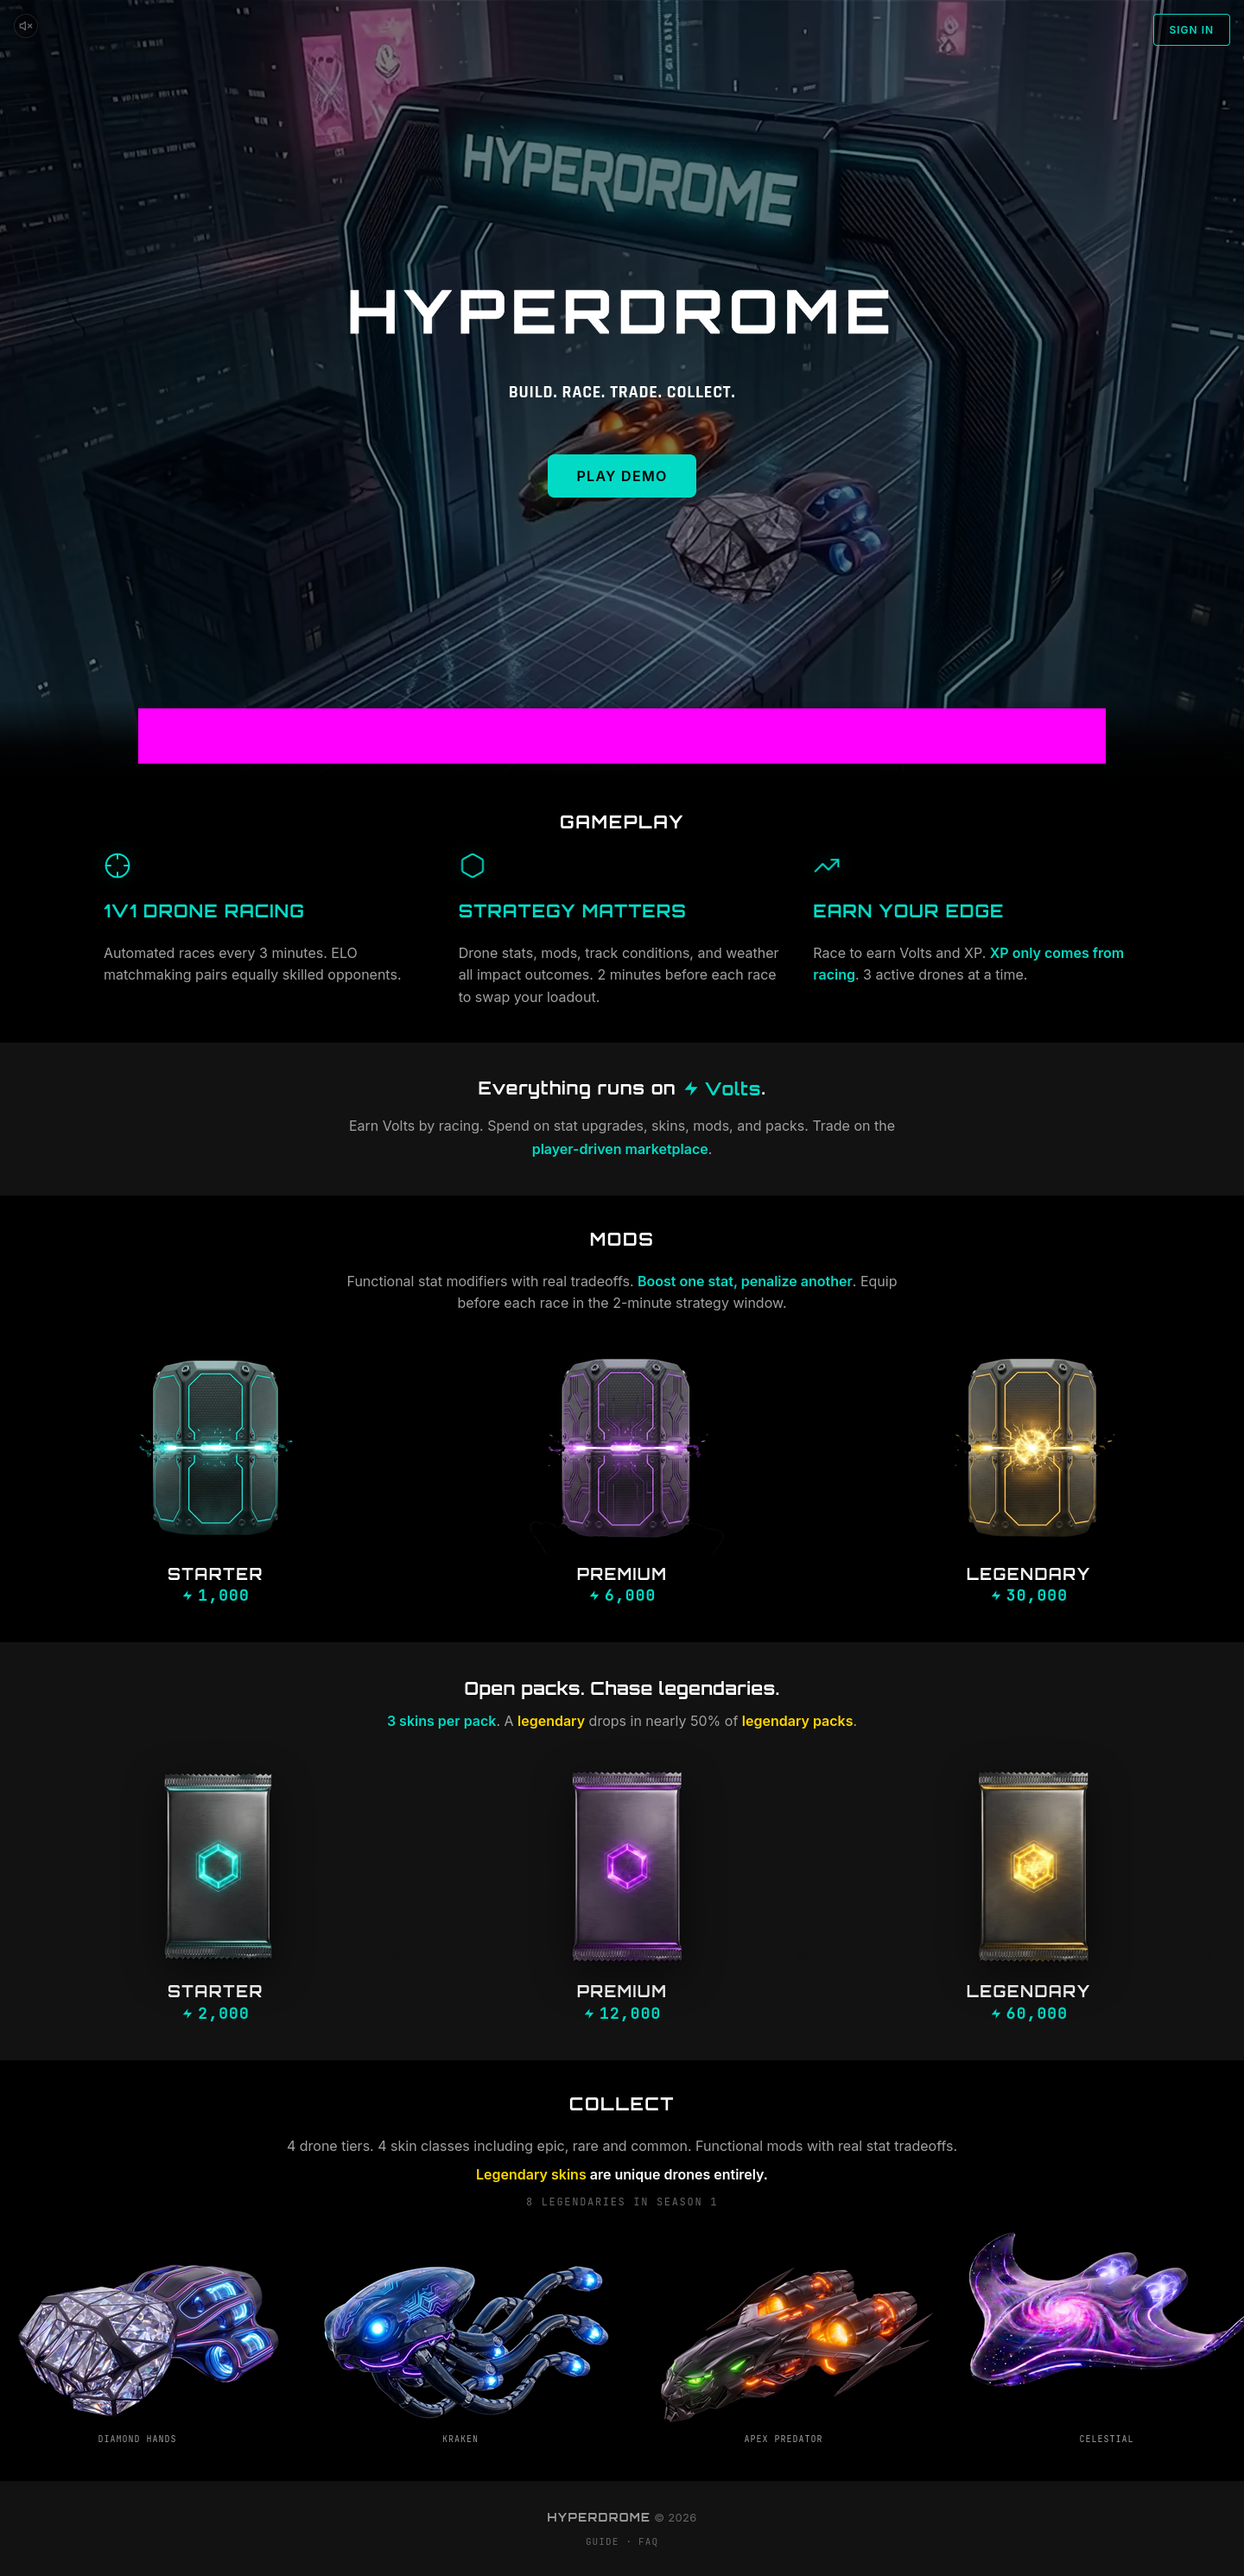 SIGN IN
HYPERDROME
HYPERDROME
BUILD. RACE. TRADE. COLLECT.
PLAY DEMO
GAMEPLAY
1V1 DRONE RACING
Automated races every 3 minutes. ELO
matchmaking pairs equally skilled opponents.
STRATEGY MATTERS
Drone stats, mods, track conditions, and weather
all impact outcomes. 2 minutes before each race
to swap your loadout.
EARN YOUR EDGE
Race to earn Volts and XP. XP only comes from
racing. 3 active drones at a time.
Everything runs on Volts.
Earn Volts by racing. Spend on stat upgrades, skins, mods, and packs. Trade on the
player-driven marketplace.
MODS
Functional stat modifiers with real tradeoffs. Boost one stat, penalize another. Equip
before each race in the 2-minute strategy window.
STARTER
1,000
PREMIUM
6,000
LEGENDARY
30,000
Open packs. Chase legendaries.
3 skins per pack. A legendary drops in nearly 50% of legendary packs.
STARTER
2,000
PREMIUM
12,000
LEGENDARY
60,000
COLLECT
4 drone tiers. 4 skin classes including epic, rare and common. Functional mods with real stat tradeoffs.
Legendary skins are unique drones entirely.
8 LEGENDARIES IN SEASON 1
DIAMOND HANDS
KRAKEN
APEX PREDATOR
CELESTIAL
HYPERDROME © 2026
GUIDE · FAQ